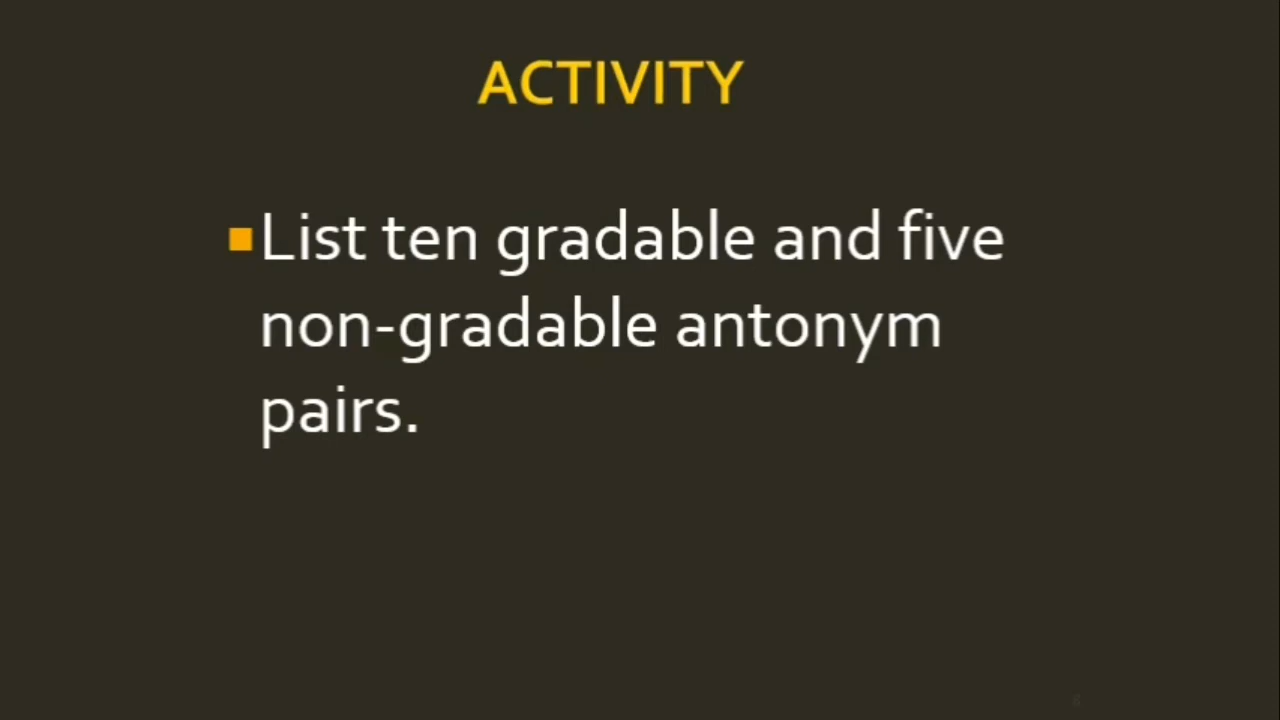 ACTIVITY
▪List ten gradable and five
non-gradable antonym
pairs.